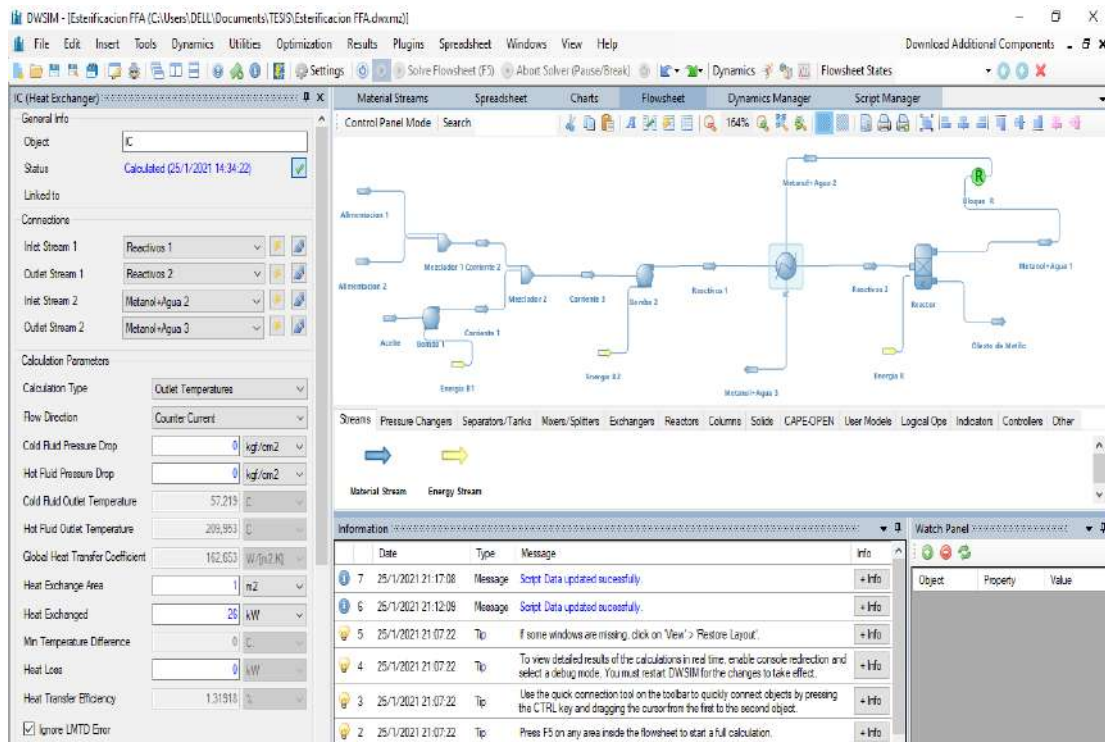 DWSIM - [Esterificacion FFA (C:\Users\DELL\Documents\TESIS\Esterificacion FFA.dwxmz)]
File Edit Insert Tools Dynamics Utilities Optimization Results Plugins Spreadsheet Windows View Help Download Additional Components
Settings Solve Flowsheet (F5) Abort Solver (Pause/Break) Dynamics Flowsheet States
IC (Heat Exchanger)
General Info
Object IC
Status Calculated (25/1/2021 14:34:22)
Linked to
Connections
Inlet Stream 1 Reactivos 1
Outlet Stream 1 Reactivos 2
Inlet Stream 2 Metanol+Agua 2
Outlet Stream 2 Metanol+Agua 3
Calculation Parameters
Calculation Type Outlet Temperatures
Flow Direction Counter Current
Cold Fluid Pressure Drop 0 kgf/cm2
Hot Fluid Pressure Drop 0 kgf/cm2
Cold Fluid Outlet Temperature 57,219 C
Hot Fluid Outlet Temperature 209,953 C
Global Heat Transfer Coefficient 162,653 W/[m2.K]
Heat Exchange Area 1 m2
Heat Exchanged 26 kW
Min Temperature Difference 0 C.
Heat Loss 0 kW
Heat Transfer Efficiency 1,31918 %
Ignore LMTD Error
Material Streams Spreadsheet Charts Flowsheet Dynamics Manager Script Manager
Control Panel Mode Search 164%
Metanol+Agua 2
R
Bloque R
Alimentacion 1
Mezclador 1 Corriente 2
Metanol+Agua 1
Alimentacion 2
Mezclador 2 Corriente 3 Bomba 2 Reactivos 1 IC Reactivos 2 Reactor
Aceite Bomba 1 Corriente 1
Oleato de Metilo
Energia B1 Energia B2 Energia R
Metanol+Agua 3
Streams Pressure Changers Separators/Tanks Mixers/Splitters Exchangers Reactors Columns Solids CAPE-OPEN User Models Logical Ops Indicators Controllers Other
Material Stream Energy Stream
Information
Date Type Message Info
7 25/1/2021 21:17:08 Message Script Data updated sucessfully. + Info
6 25/1/2021 21:12:09 Message Script Data updated sucessfully. + Info
5 25/1/2021 21:07:22 Tip If some windows are missing, click on 'View' > 'Restore Layout'. + Info
4 25/1/2021 21:07:22 Tip To view detailed results of the calculations in real time, enable console redirection and select a debug mode. You must restart DWSIM for the changes to take effect. + Info
3 25/1/2021 21:07:22 Tip Use the quick connection tool on the toolbar to quickly connect objects by pressing the CTRL key and dragging the cursor from the first to the second object. + Info
2 25/1/2021 21:07:22 Tip Press F5 on any area inside the flowsheet to start a full calculation. + Info
Watch Panel
Object Property Value